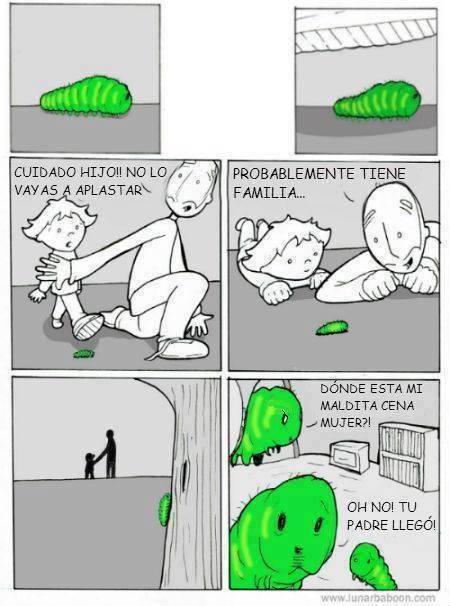 CUIDADO HIJO!! NO LO
VAYAS A APLASTAR
PROBABLEMENTE TIENE
FAMILIA...
DÓNDE ESTA MI
MALDITA CENA
MUJER?!
OH NO! TU
PADRE LLEGÓ!
www.lunarbaboon.com